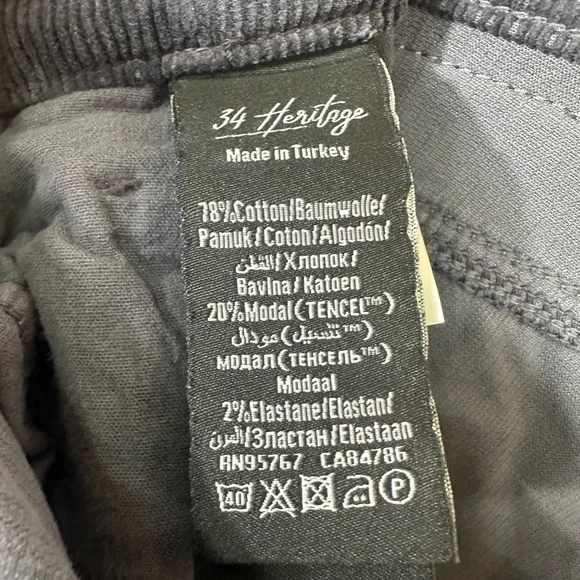 34 Heritage
Made in Turkey
78%Cotton/Baumwolle/
Pamuk/Coton/Algodón/
القطن/Хлопок/
Bavlna/Katoen
20%Modal(TENCEL™)
مودال(تنسيل™)
модал(тенсель™)
Modaal
2%Elastane/Elastan/
/Эластан/Elastaan
RN95767 CA84786
40 P